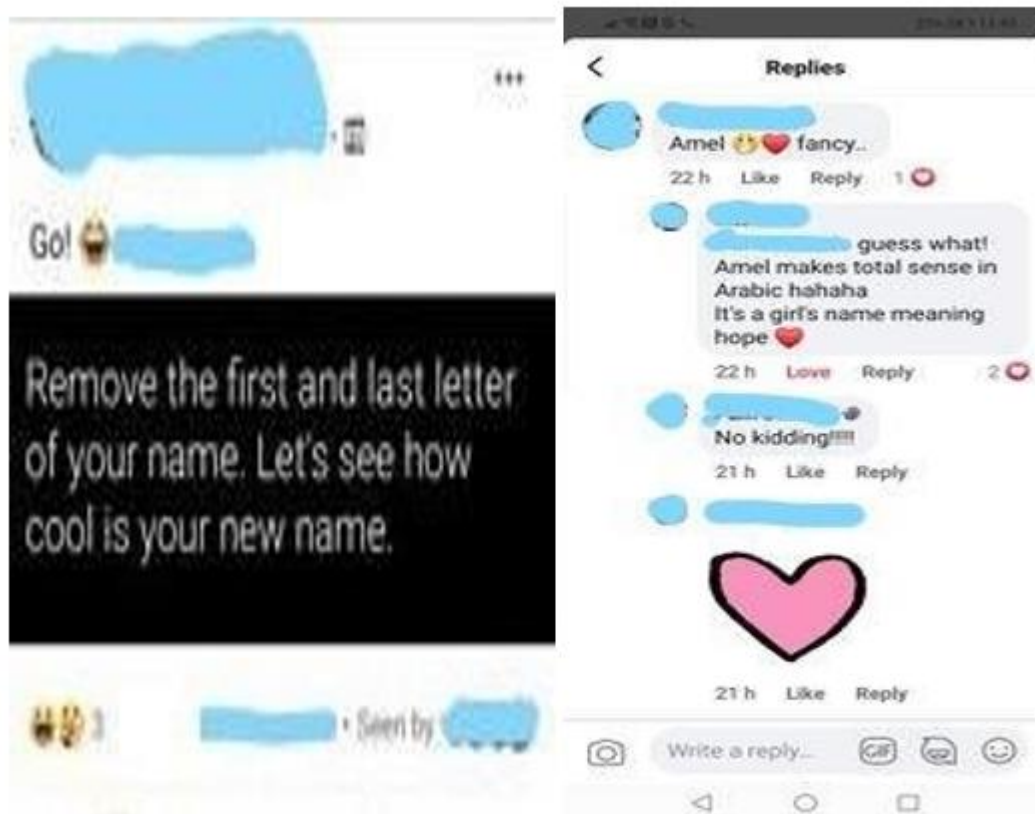 Go!
Remove the first and last letter
of your name. Let's see how
cool is your new name.
3
• Seen by
Replies
Amel fancy..
22 h Like Reply 1
guess what!
Amel makes total sense in
Arabic hahaha
It's a girl's name meaning
hope
22 h Love Reply 2
No kidding!!!!!
21 h Like Reply
21 h Like Reply
Write a reply... GIF